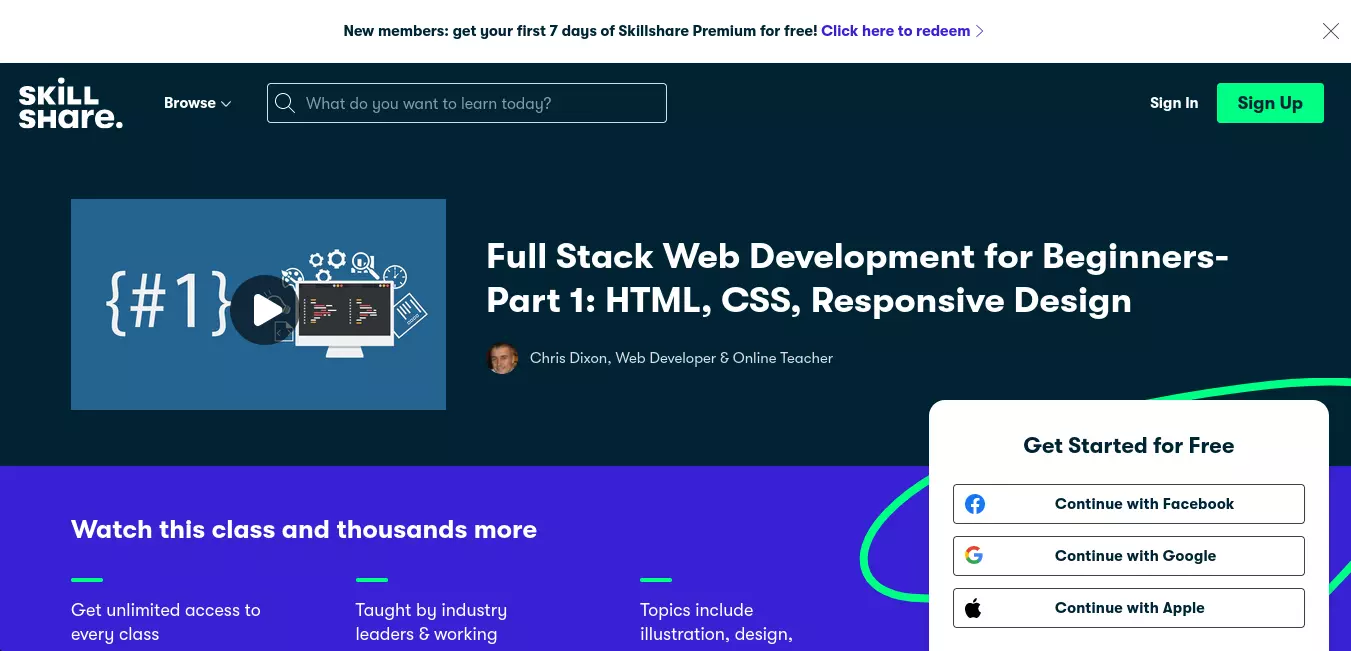 New members: get your first 7 days of Skillshare Premium for free! Click here to redeem
SKILL
SHare.
Browse
What do you want to learn today?
Sign In
Sign Up
{#1}
Full Stack Web Development for Beginners-
Part 1: HTML, CSS, Responsive Design
Chris Dixon, Web Developer & Online Teacher
Get Started for Free
Continue with Facebook
Continue with Google
Continue with Apple
Watch this class and thousands more
Get unlimited access to
every class
Taught by industry
leaders & working
Topics include
illustration, design,